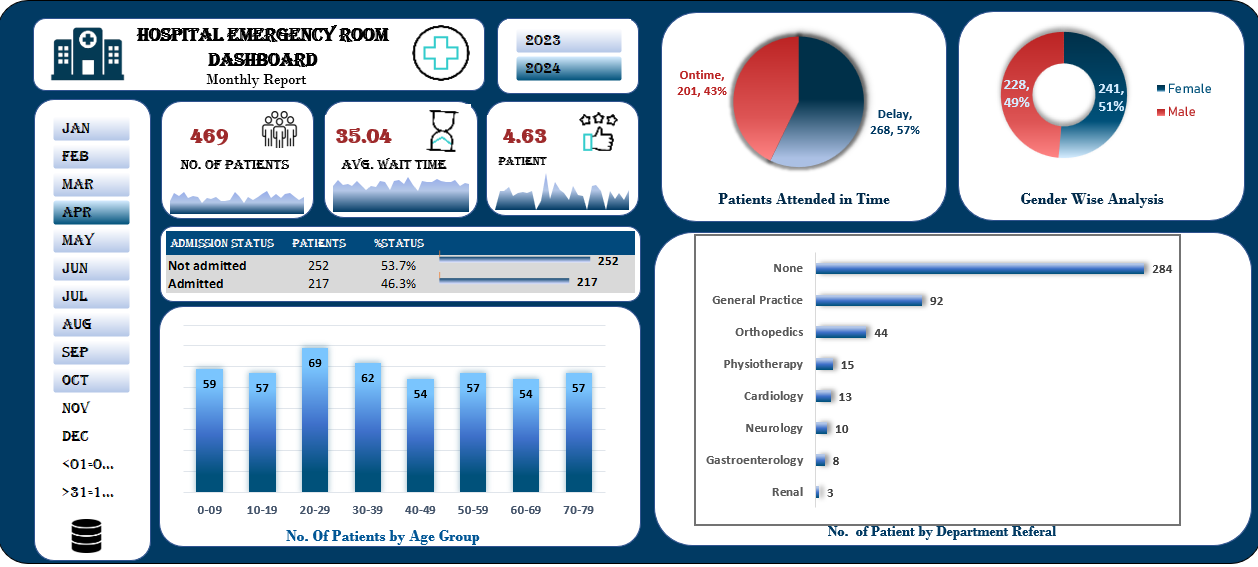 HOSPITAL EMERGENCY ROOM
DASHBOARD
Monthly Report
2023
2024
JAN
FEB
MAR
APR
MAY
JUN
JUL
AUG
SEP
OCT
NOV
DEC
<01=0...
>31=1...
469
NO. OF PATIENTS
35.04
AVG. WAIT TIME
4.63
PATIENT
ADMISSION STATUS PATIENTS %STATUS
Not admitted 252 53.7% 252
Admitted 217 46.3% 217
59 57 69 62 54 57 54 57
0-09 10-19 20-29 30-39 40-49 50-59 60-69 70-79
No. Of Patients by Age Group
Ontime,
201, 43%
Delay,
268, 57%
Patients Attended in Time
228,
49%
241,
51%
Female
Male
Gender Wise Analysis
None 284
General Practice 92
Orthopedics 44
Physiotherapy 15
Cardiology 13
Neurology 10
Gastroenterology 8
Renal 3
No. of Patient by Department Referal